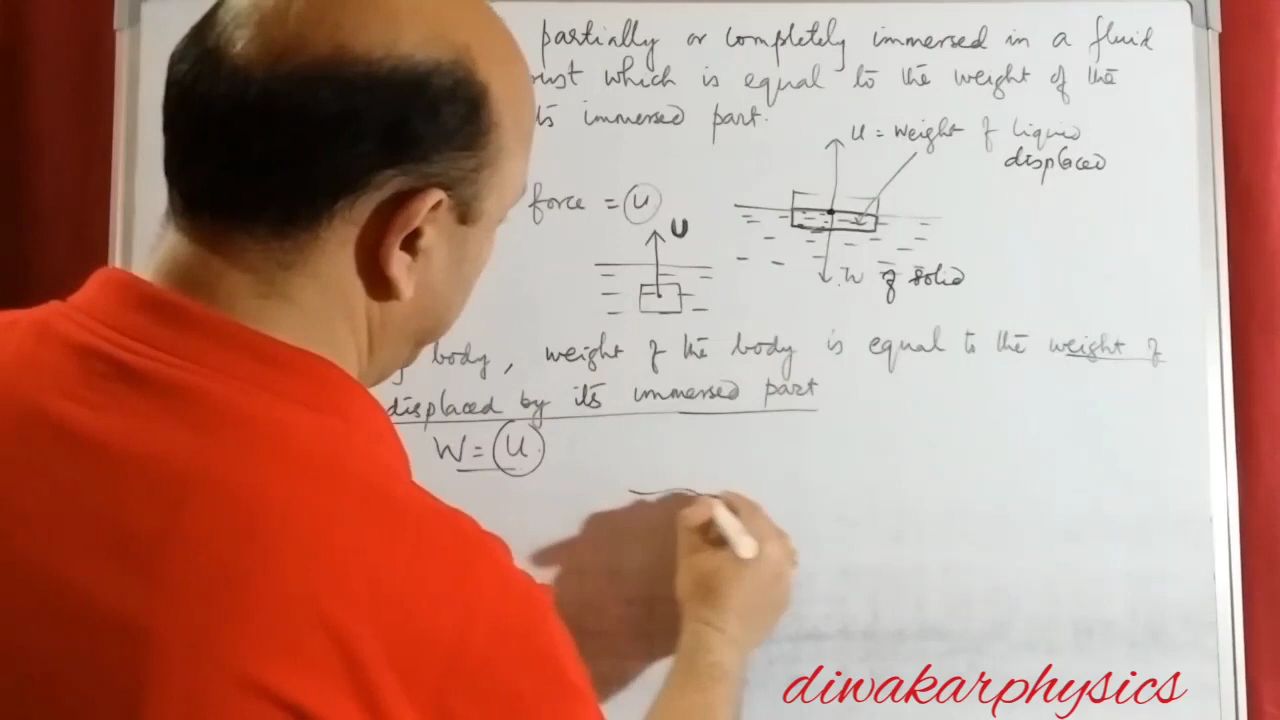 partially or completely immersed in a fluid
which is equal to the weight of the
immersed part.
U = weight of liquid
displaced
force = U
U
W of solid
body, weight of the body is equal to the weight of
displaced by its immersed part
W = U
diwakarphysics